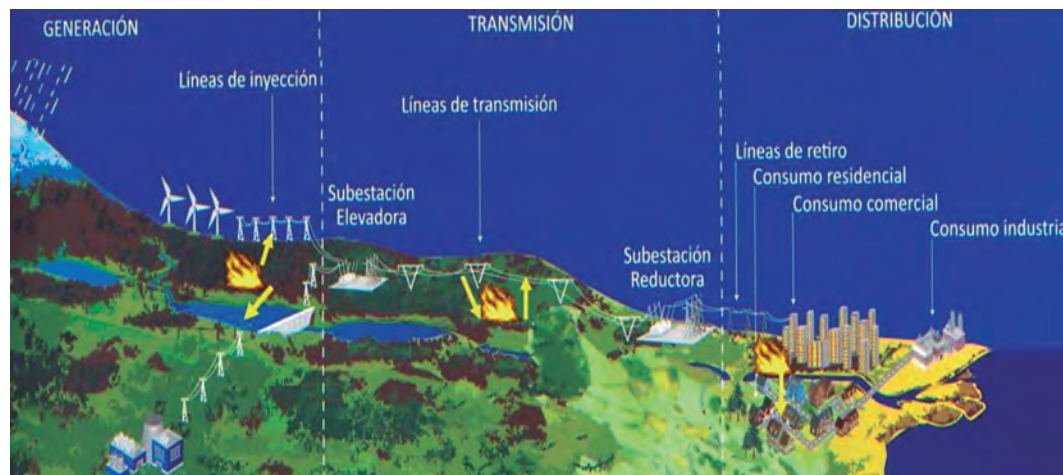 GENERACIÓN
TRANSMISIÓN
DISTRIBUCIÓN
Líneas de inyección
Líneas de transmisión
Líneas de retiro
Consumo residencial
Subestación
Elevadora
Consumo comercial
Consumo industrial
Subestación
Reductora